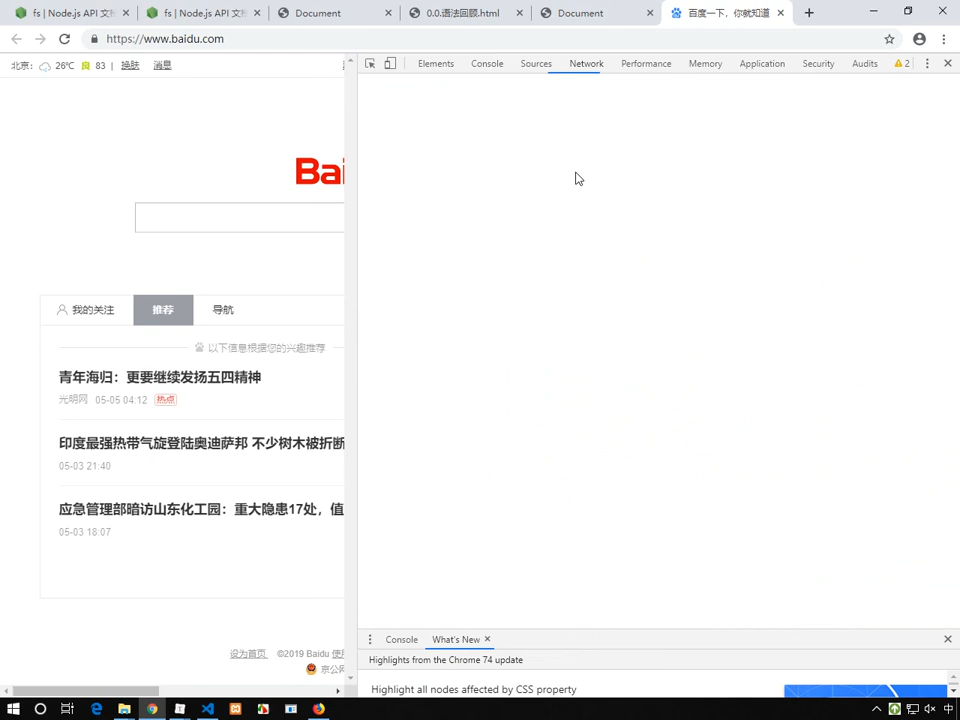 fs | Node.js API 文
fs | Node.js API 文
Document
0.0.语法回顾.html
Document
百度一下，你就知道
https://www.baidu.com
北京: 26℃ 良 83 | 换肤 消息
Elements Console Sources Network Performance Memory Application Security Audits 2
Bai
我的关注 推荐 导航
以下信息根据您的兴趣推荐
青年海归：更要继续发扬五四精神
光明网 05-05 04:12 热点
印度最强热带气旋登陆奥迪萨邦 不少树木被折断
05-03 21:40
应急管理部暗访山东化工园：重大隐患17处，值
05-03 18:07
设为首页 ©2019 Baidu 使
京公
Console What's New
Highlights from the Chrome 74 update
Highlight all nodes affected by CSS property
中